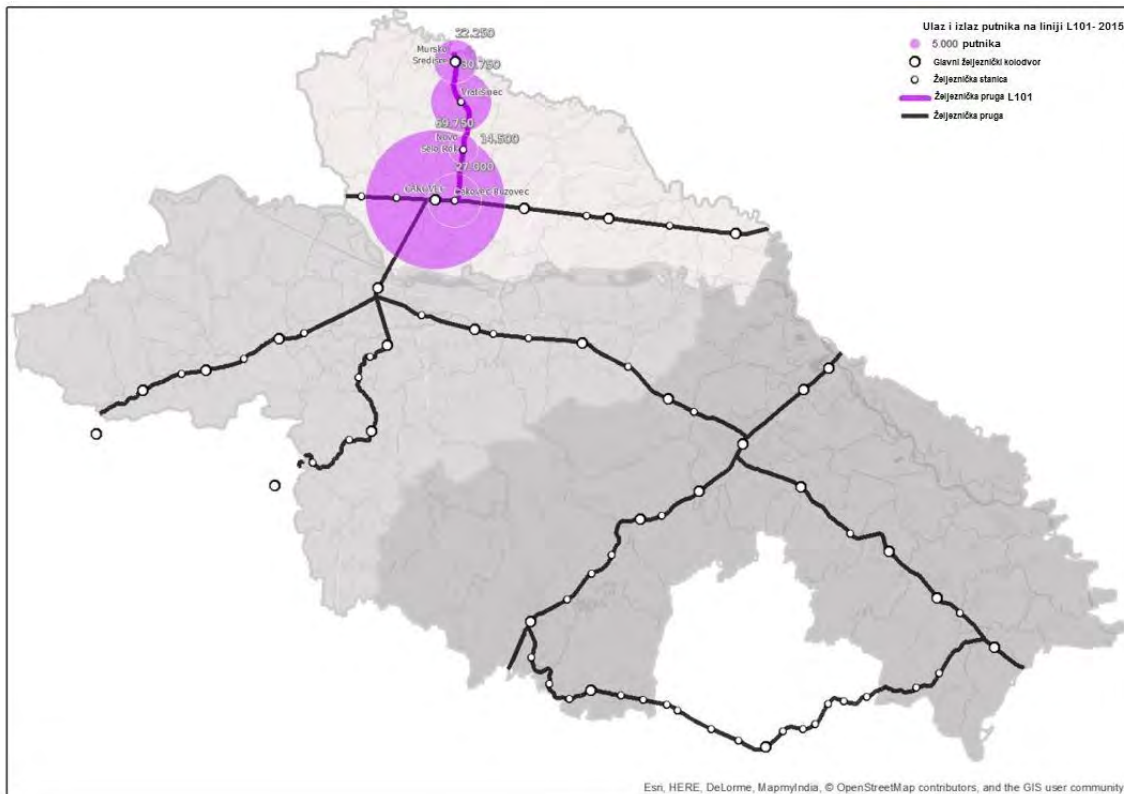 Ulaz i izlaz putnika na liniji L101- 2015
5.000 putnika
Glavni željeznički kolodvor
Željeznička stanica
Željeznička pruga L101
Željeznička pruga
22.250
Mursko
Središće
30.750
69.750
14.500
Novo
Selo Rok
27.000
ČAKOVEC
Čakovec Buzovec
Esri, HERE, DeLorme, MapmyIndia, © OpenStreetMap contributors, and the GIS user community